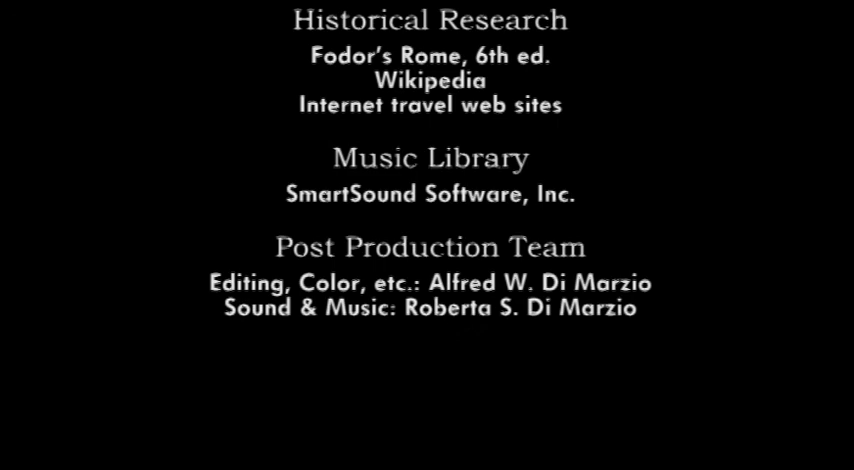 Historical Research
Fodor's Rome, 6th ed.
Wikipedia
Internet travel web sites
Music Library
SmartSound Software, Inc.
Post Production Team
Editing, Color, etc.: Alfred W. Di Marzio
Sound & Music: Roberta S. Di Marzio